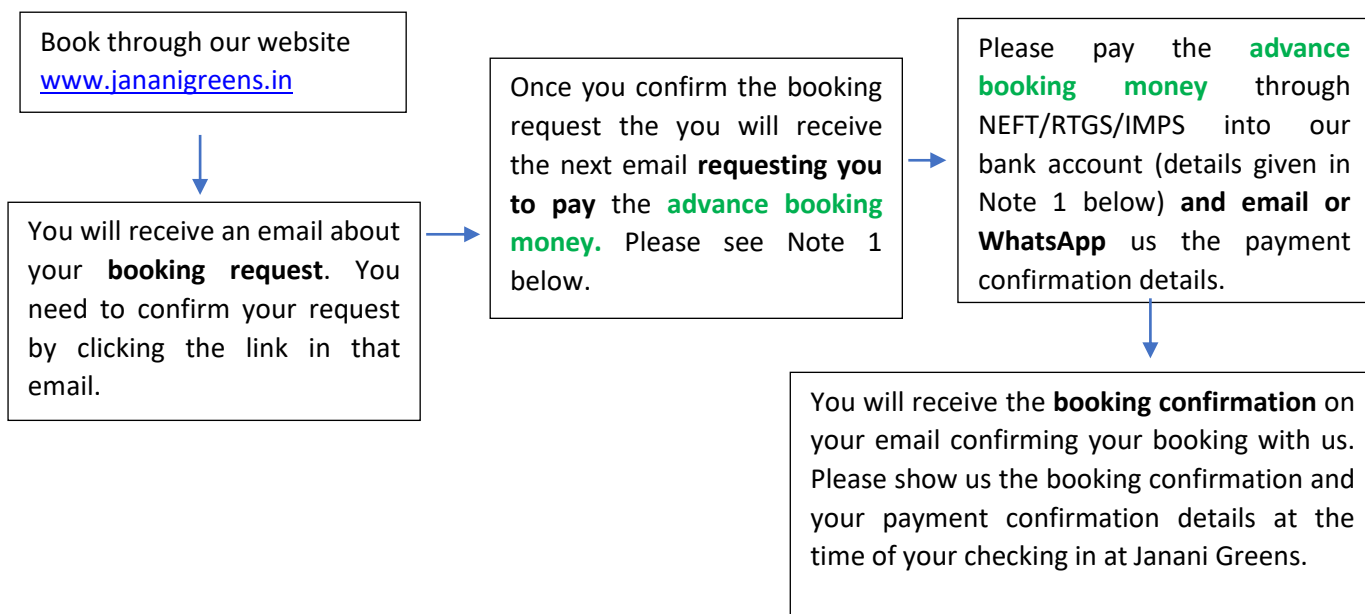 Book through our website
www.jananigreens.in
You will receive an email about
your booking request. You
need to confirm your request
by clicking the link in that
email.
Once you confirm the booking
request the you will receive
the next email requesting you
to pay the advance booking
money. Please see Note 1
below.
Please pay the advance
booking money through
NEFT/RTGS/IMPS into our
bank account (details given in
Note 1 below) and email or
WhatsApp us the payment
confirmation details.
You will receive the booking confirmation on
your email confirming your booking with us.
Please show us the booking confirmation and
your payment confirmation details at the
time of your checking in at Janani Greens.